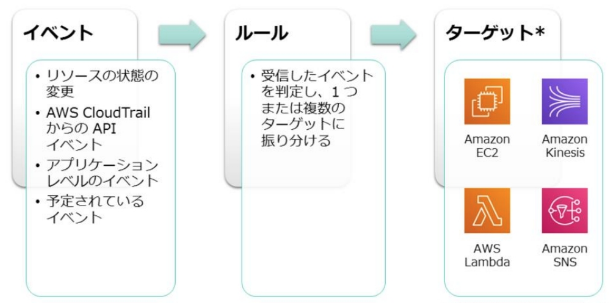 イベント
• リソースの状態の
変更
• AWS CloudTrail
からの API
イベント
• アプリケーション
レベルのイベント
• 予定されている
イベント
ルール
• 受信したイベント
を判定し、1 つ
または複数の
ターゲットに
振り分ける
ターゲット*
Amazon
EC2
Amazon
Kinesis
AWS
Lambda
Amazon
SNS